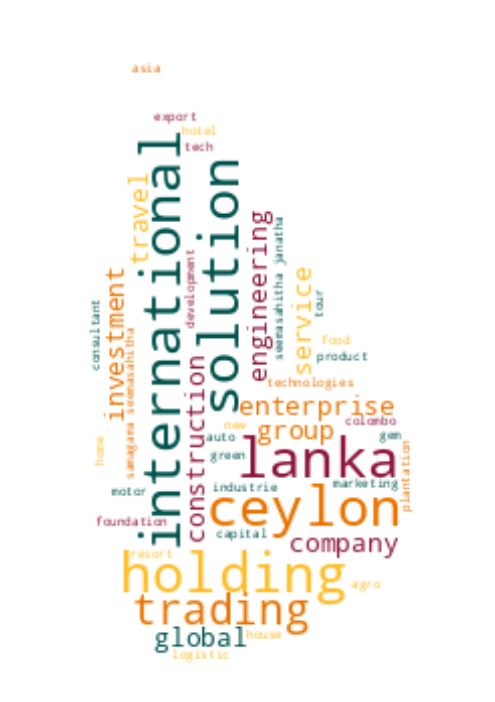 asia
export
hotel
tech
international
solution
travel
engineering
seemasahitha janatha
development
investment
service
tour
consultant
samagara seemasahitha
food
product
construction
technologies
enterprise
new
group
colombo
auto
gem
home
green
lanka
plantation
motor
industrie
marketing
ceylon
foundation
capital
company
resort
holding
agro
trading
global
house
logistic